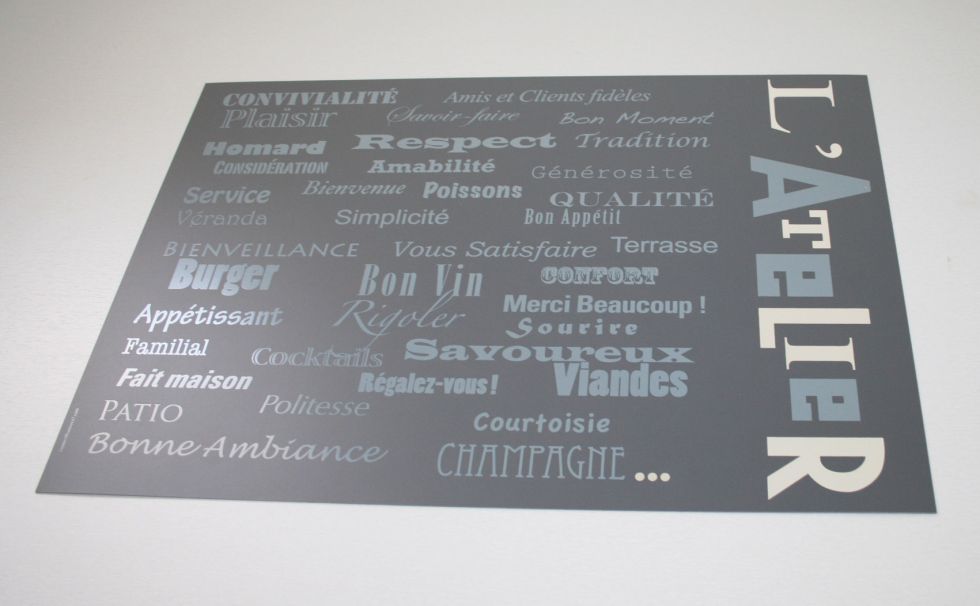 CONVIVIALITÉ Amis et Clients fidèles
Plaisir Savoir-faire Bon Moment
Homard Respect Tradition
CONSIDÉRATION Amabilité Générosité
Service Bienvenue Poissons QUALITÉ
Véranda Simplicité Bon Appétit
BIENVEILLANCE Vous Satisfaire Terrasse
Burger Bon Vin CONFORT
Appétissant Rigoler Merci Beaucoup !
Sourire
Familial Cocktails Savoureux
Fait maison Régalez-vous! Viandes
PATIO Politesse
Courtoisie
Bonne Ambiance CHAMPAGNE...
L'ATELIER